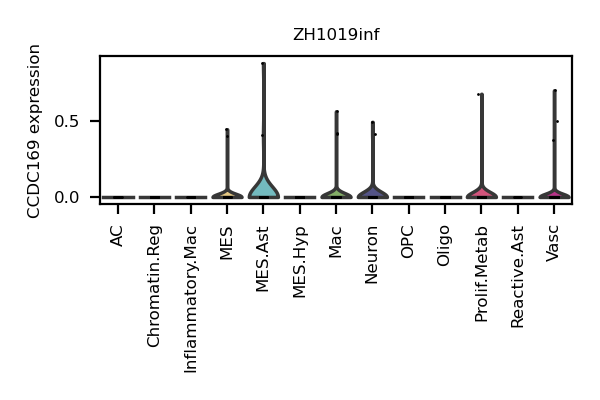 ZH1019inf
CCDC169 expression
0.5
0.0
AC
Chromatin.Reg
Inflammatory.Mac
MES
MES.Ast
MES.Hyp
Mac
Neuron
OPC
Oligo
Prolif.Metab
Reactive.Ast
Vasc